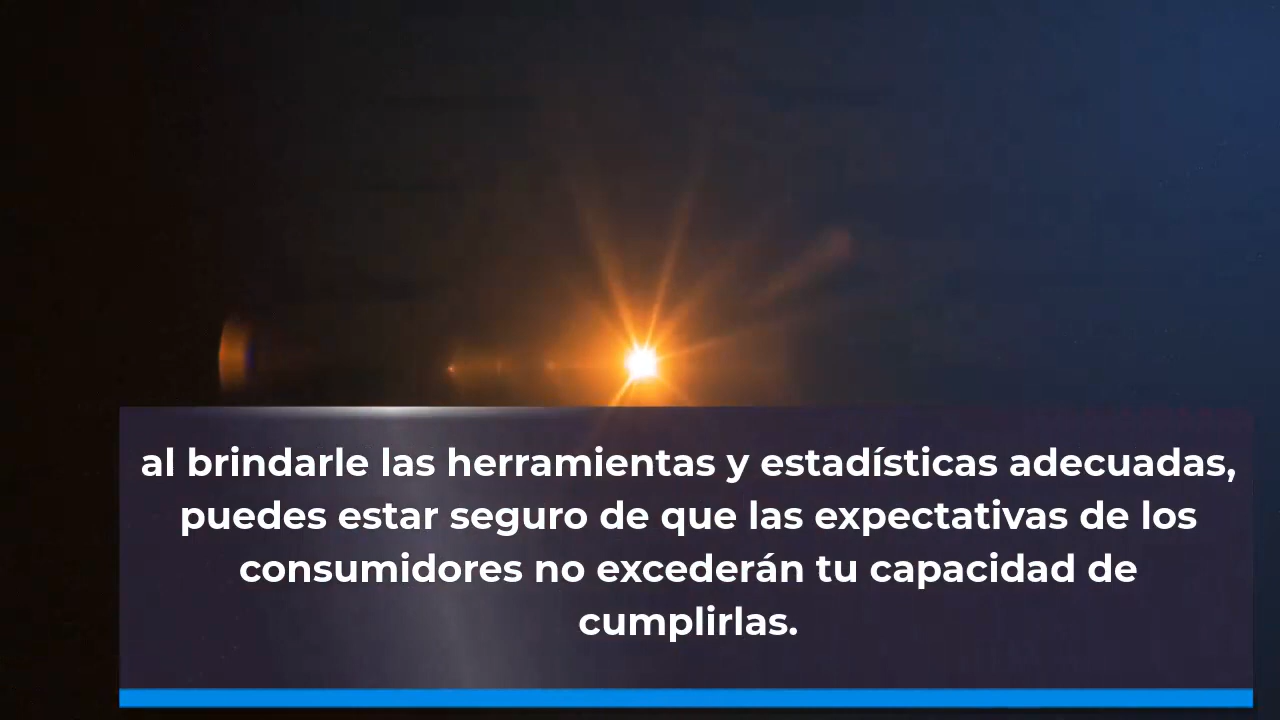 al brindarle las herramientas y estadísticas adecuadas,
puedes estar seguro de que las expectativas de los
consumidores no excederán tu capacidad de
cumplirlas.